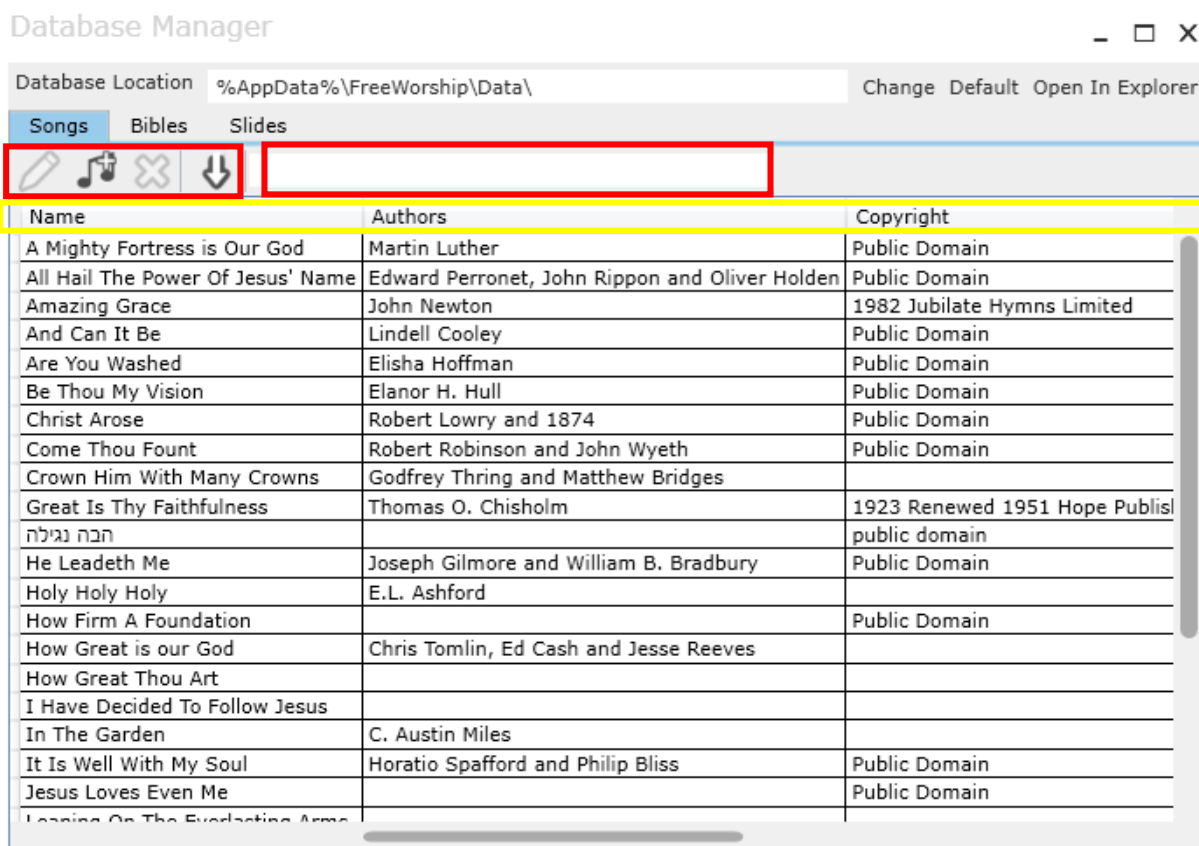 Database Manager
Database Location %AppData%\FreeWorship\Data\ Change Default Open In Explorer
Songs Bibles Slides
Name Authors Copyright
A Mighty Fortress is Our God Martin Luther Public Domain
All Hail The Power Of Jesus' Name Edward Perronet, John Rippon and Oliver Holden Public Domain
Amazing Grace John Newton 1982 Jubilate Hymns Limited
And Can It Be Lindell Cooley Public Domain
Are You Washed Elisha Hoffman Public Domain
Be Thou My Vision Elanor H. Hull Public Domain
Christ Arose Robert Lowry and 1874 Public Domain
Come Thou Fount Robert Robinson and John Wyeth Public Domain
Crown Him With Many Crowns Godfrey Thring and Matthew Bridges
Great Is Thy Faithfulness Thomas O. Chisholm 1923 Renewed 1951 Hope Publis
הבה נגילה public domain
He Leadeth Me Joseph Gilmore and William B. Bradbury Public Domain
Holy Holy Holy E.L. Ashford
How Firm A Foundation Public Domain
How Great is our God Chris Tomlin, Ed Cash and Jesse Reeves
How Great Thou Art
I Have Decided To Follow Jesus
In The Garden C. Austin Miles
It Is Well With My Soul Horatio Spafford and Philip Bliss Public Domain
Jesus Loves Even Me Public Domain
Leaning On The Everlasting Arms